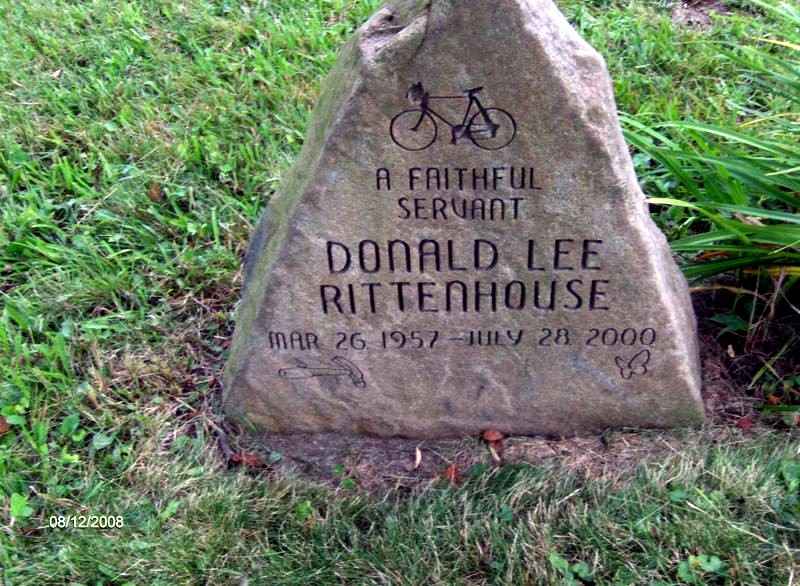 A FAITHFUL
SERVANT
DONALD LEE
RITTENHOUSE
MAR 26 1957 - JULY 28 2000
08/12/2008